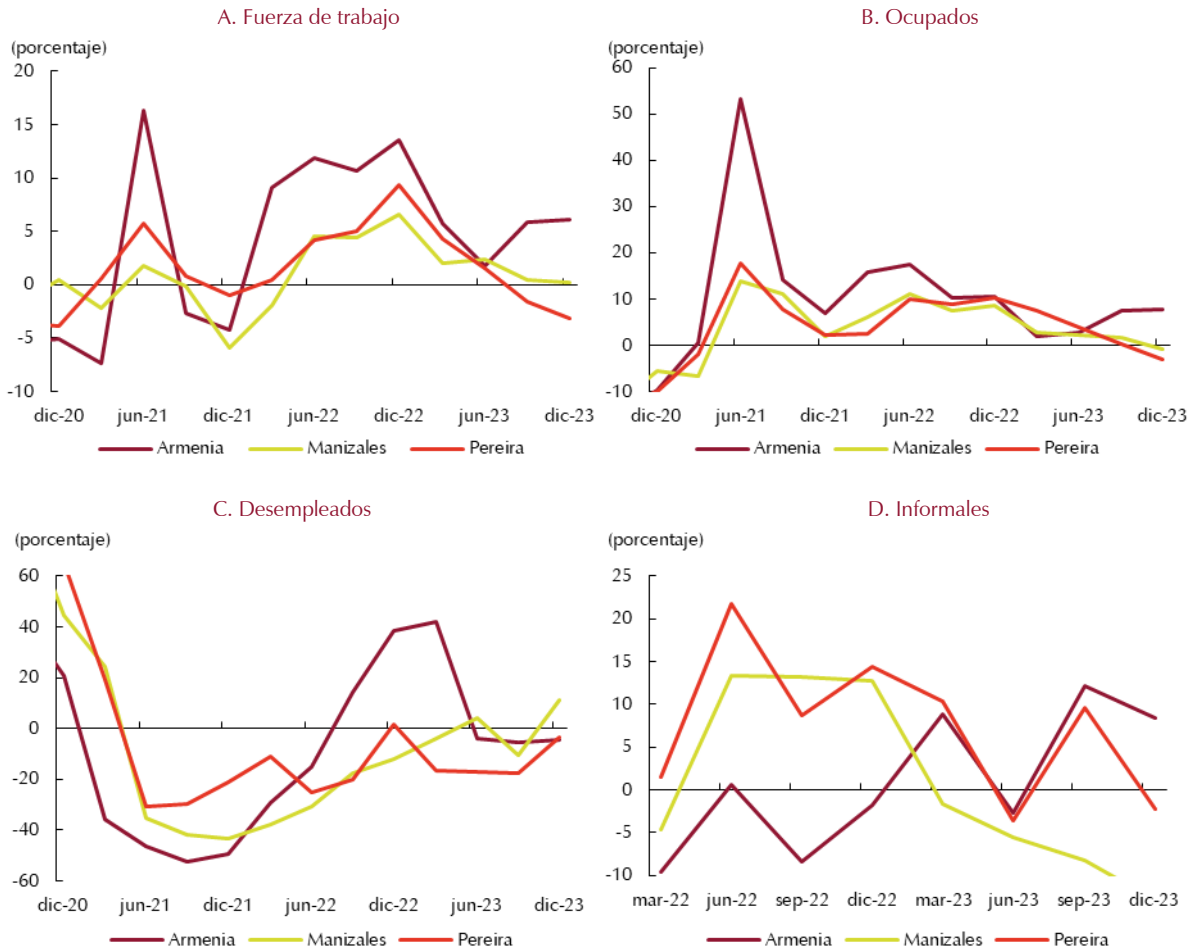 A. Fuerza de trabajo
(porcentaje)
20
15
10
5
0
-5
-10
dic-20 jun-21 dic-21 jun-22 dic-22 jun-23 dic-23
Armenia Manizales Pereira
B. Ocupados
(porcentaje)
60
50
40
30
20
10
0
-10
dic-20 jun-21 dic-21 jun-22 dic-22 jun-23 dic-23
Armenia Manizales Pereira
C. Desempleados
(porcentaje)
60
40
20
0
-20
-40
-60
dic-20 jun-21 dic-21 jun-22 dic-22 jun-23 dic-23
Armenia Manizales Pereira
D. Informales
(porcentaje)
25
20
15
10
5
0
-5
-10
mar-22 jun-22 sep-22 dic-22 mar-23 jun-23 sep-23 dic-23
Armenia Manizales Pereira